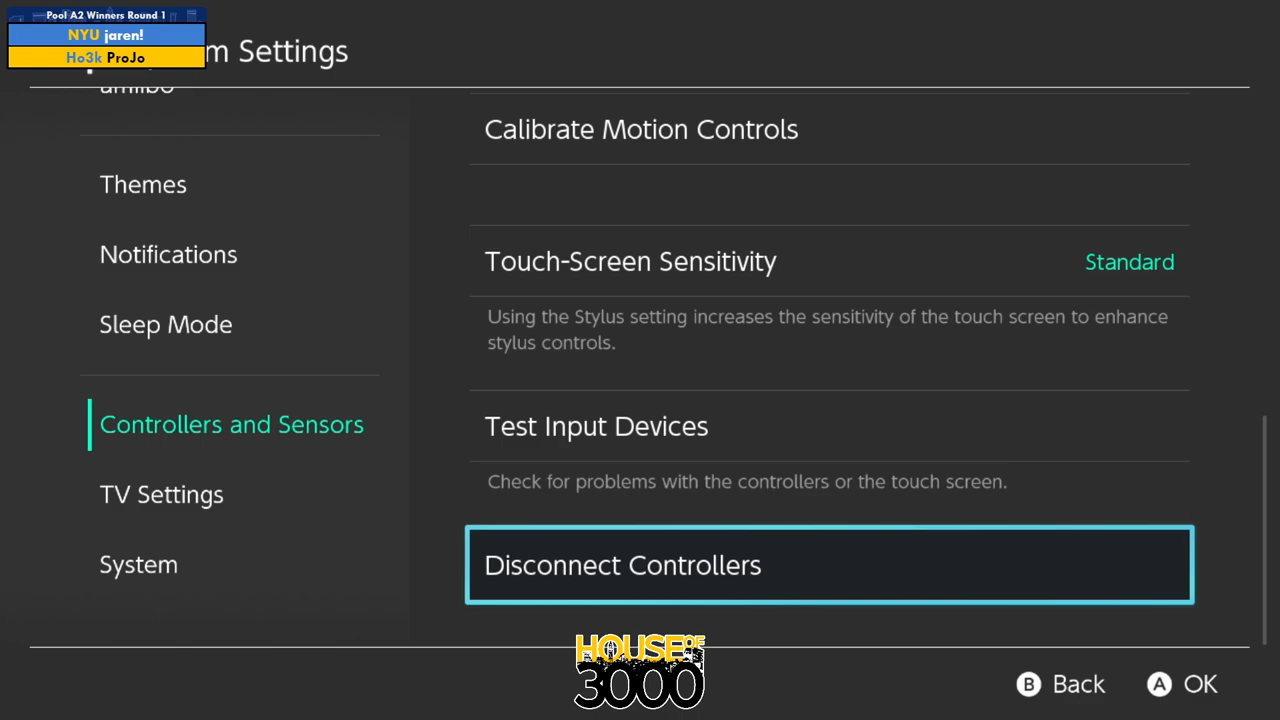 Pool A2 Winners Round 1
NYU jaren!
Ho3k ProJo
m Settings
amiibo
Themes
Notifications
Sleep Mode
Controllers and Sensors
TV Settings
System
Calibrate Motion Controls
Touch-Screen Sensitivity Standard
Using the Stylus setting increases the sensitivity of the touch screen to enhance
stylus controls.
Test Input Devices
Check for problems with the controllers or the touch screen.
Disconnect Controllers
HOUSE OF
3000
B Back A OK